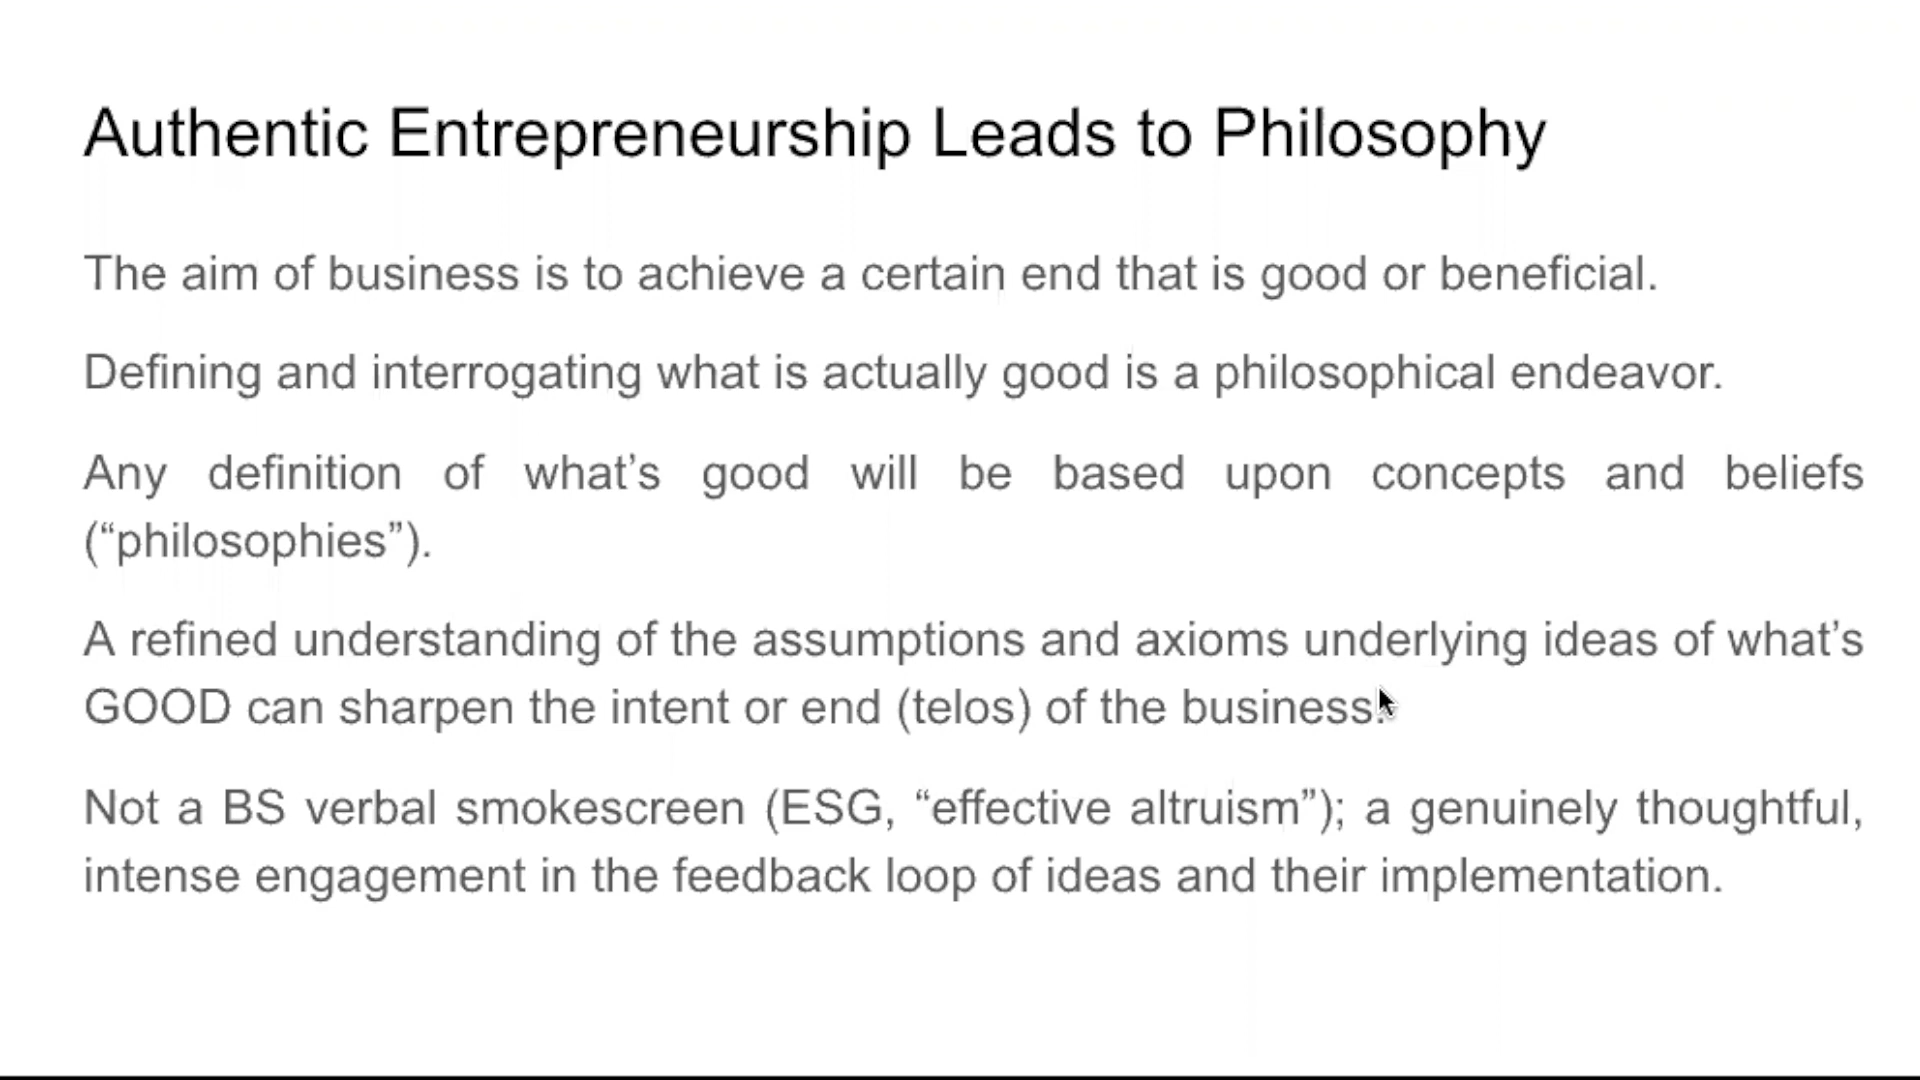 Authentic Entrepreneurship Leads to Philosophy
The aim of business is to achieve a certain end that is good or beneficial.
Defining and interrogating what is actually good is a philosophical endeavor.
Any definition of what’s good will be based upon concepts and beliefs
(“philosophies”).
A refined understanding of the assumptions and axioms underlying ideas of what’s
GOOD can sharpen the intent or end (telos) of the business.
Not a BS verbal smokescreen (ESG, “effective altruism”); a genuinely thoughtful,
intense engagement in the feedback loop of ideas and their implementation.